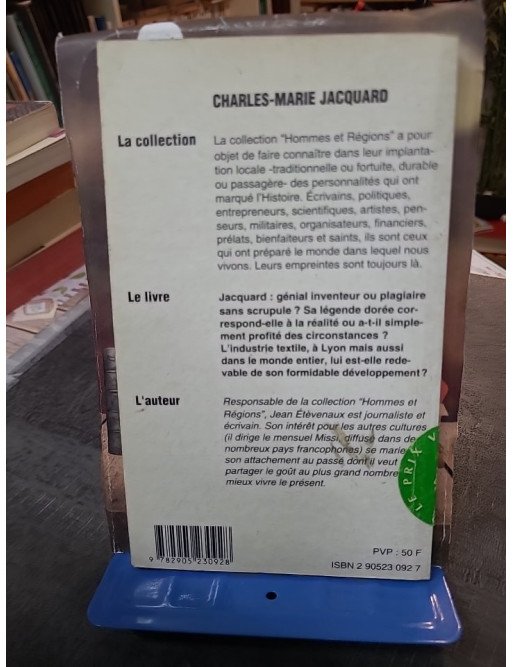 CHARLES-MARIE JACQUARD
La collection
La collection "Hommes et Régions" a pour
objet de faire connaître dans leur implanta-
tion locale -traditionnelle ou fortuite, durable
ou passagère- des personnalités qui ont
marqué l'Histoire. Écrivains, politiques,
entrepreneurs, scientifiques, artistes, pen-
seurs, militaires, organisateurs, financiers,
prélats, bienfaiteurs et saints, ils sont ceux
qui ont préparé le monde dans lequel nous
vivons. Leurs empreintes sont toujours là.
Le livre
Jacquard : génial inventeur ou plagiaire
sans scrupule ? Sa légende dorée cor-
respond-elle à la réalité ou a-t-il simple-
ment profité des circonstances ?
L'industrie textile, à Lyon mais aussi
dans le monde entier, lui est-elle rede-
vable de son formidable développement ?
L'auteur
Responsable de la collection "Hommes et
Régions", Jean Étèvenaux est journaliste et
écrivain. Son intérêt pour les autres cultures
(il dirige le mensuel Missi, diffusé dans de
nombreux pays francophones) se marie
son attachement au passé dont veut
partager le goût au plus grand nombre
mieux vivre le présent.
LE PRI
9 782905 230928
PVP : 50 F
ISBN 2 90523 092 7